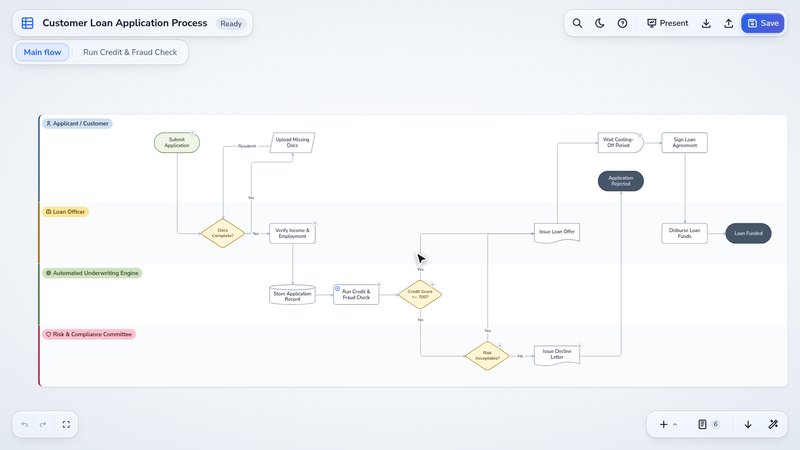 Customer Loan Application Process
Ready
Present
Save
Main flow
Run Credit & Fraud Check
Applicant / Customer
Submit
Application
Resubmit
Upload Missing
Docs
Wait Cooling-
Off Period
Sign Loan
Agreement
Application
Rejected
No
Loan Officer
Docs
Complete?
Yes
Verify Income &
Employment
Issue Loan Offer
Disburse Loan
Funds
Loan Funded
Automated Underwriting Engine
Yes
Store Application
Record
Run Credit &
Fraud Check
Credit Score
>= 700?
No
Risk & Compliance Committee
Yes
Risk
Acceptable?
No
Issue Decline
Letter
6